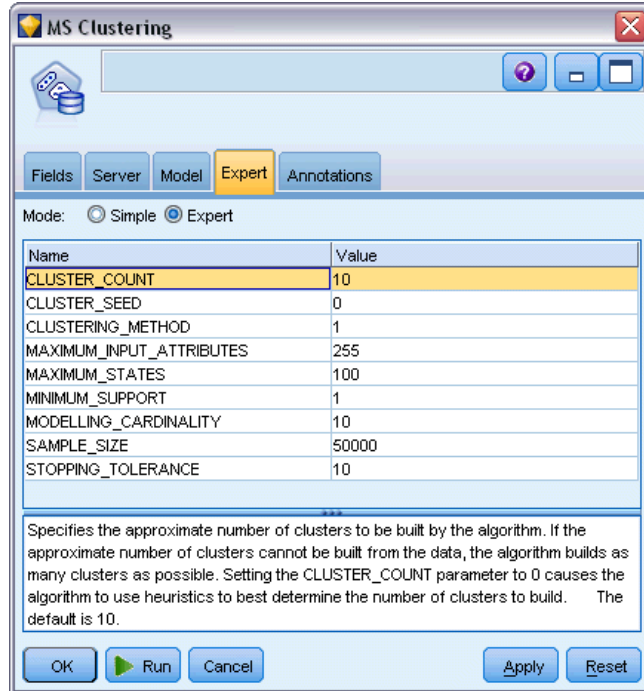 MS Clustering
Fields Server Model Expert Annotations
Mode: Simple Expert
Name Value
CLUSTER_COUNT 10
CLUSTER_SEED 0
CLUSTERING_METHOD 1
MAXIMUM_INPUT_ATTRIBUTES 255
MAXIMUM_STATES 100
MINIMUM_SUPPORT 1
MODELLING_CARDINALITY 10
SAMPLE_SIZE 50000
STOPPING_TOLERANCE 10
Specifies the approximate number of clusters to be built by the algorithm. If the
approximate number of clusters cannot be built from the data, the algorithm builds as
many clusters as possible. Setting the CLUSTER_COUNT parameter to 0 causes the
algorithm to use heuristics to best determine the number of clusters to build. The
default is 10.
OK Run Cancel Apply Reset